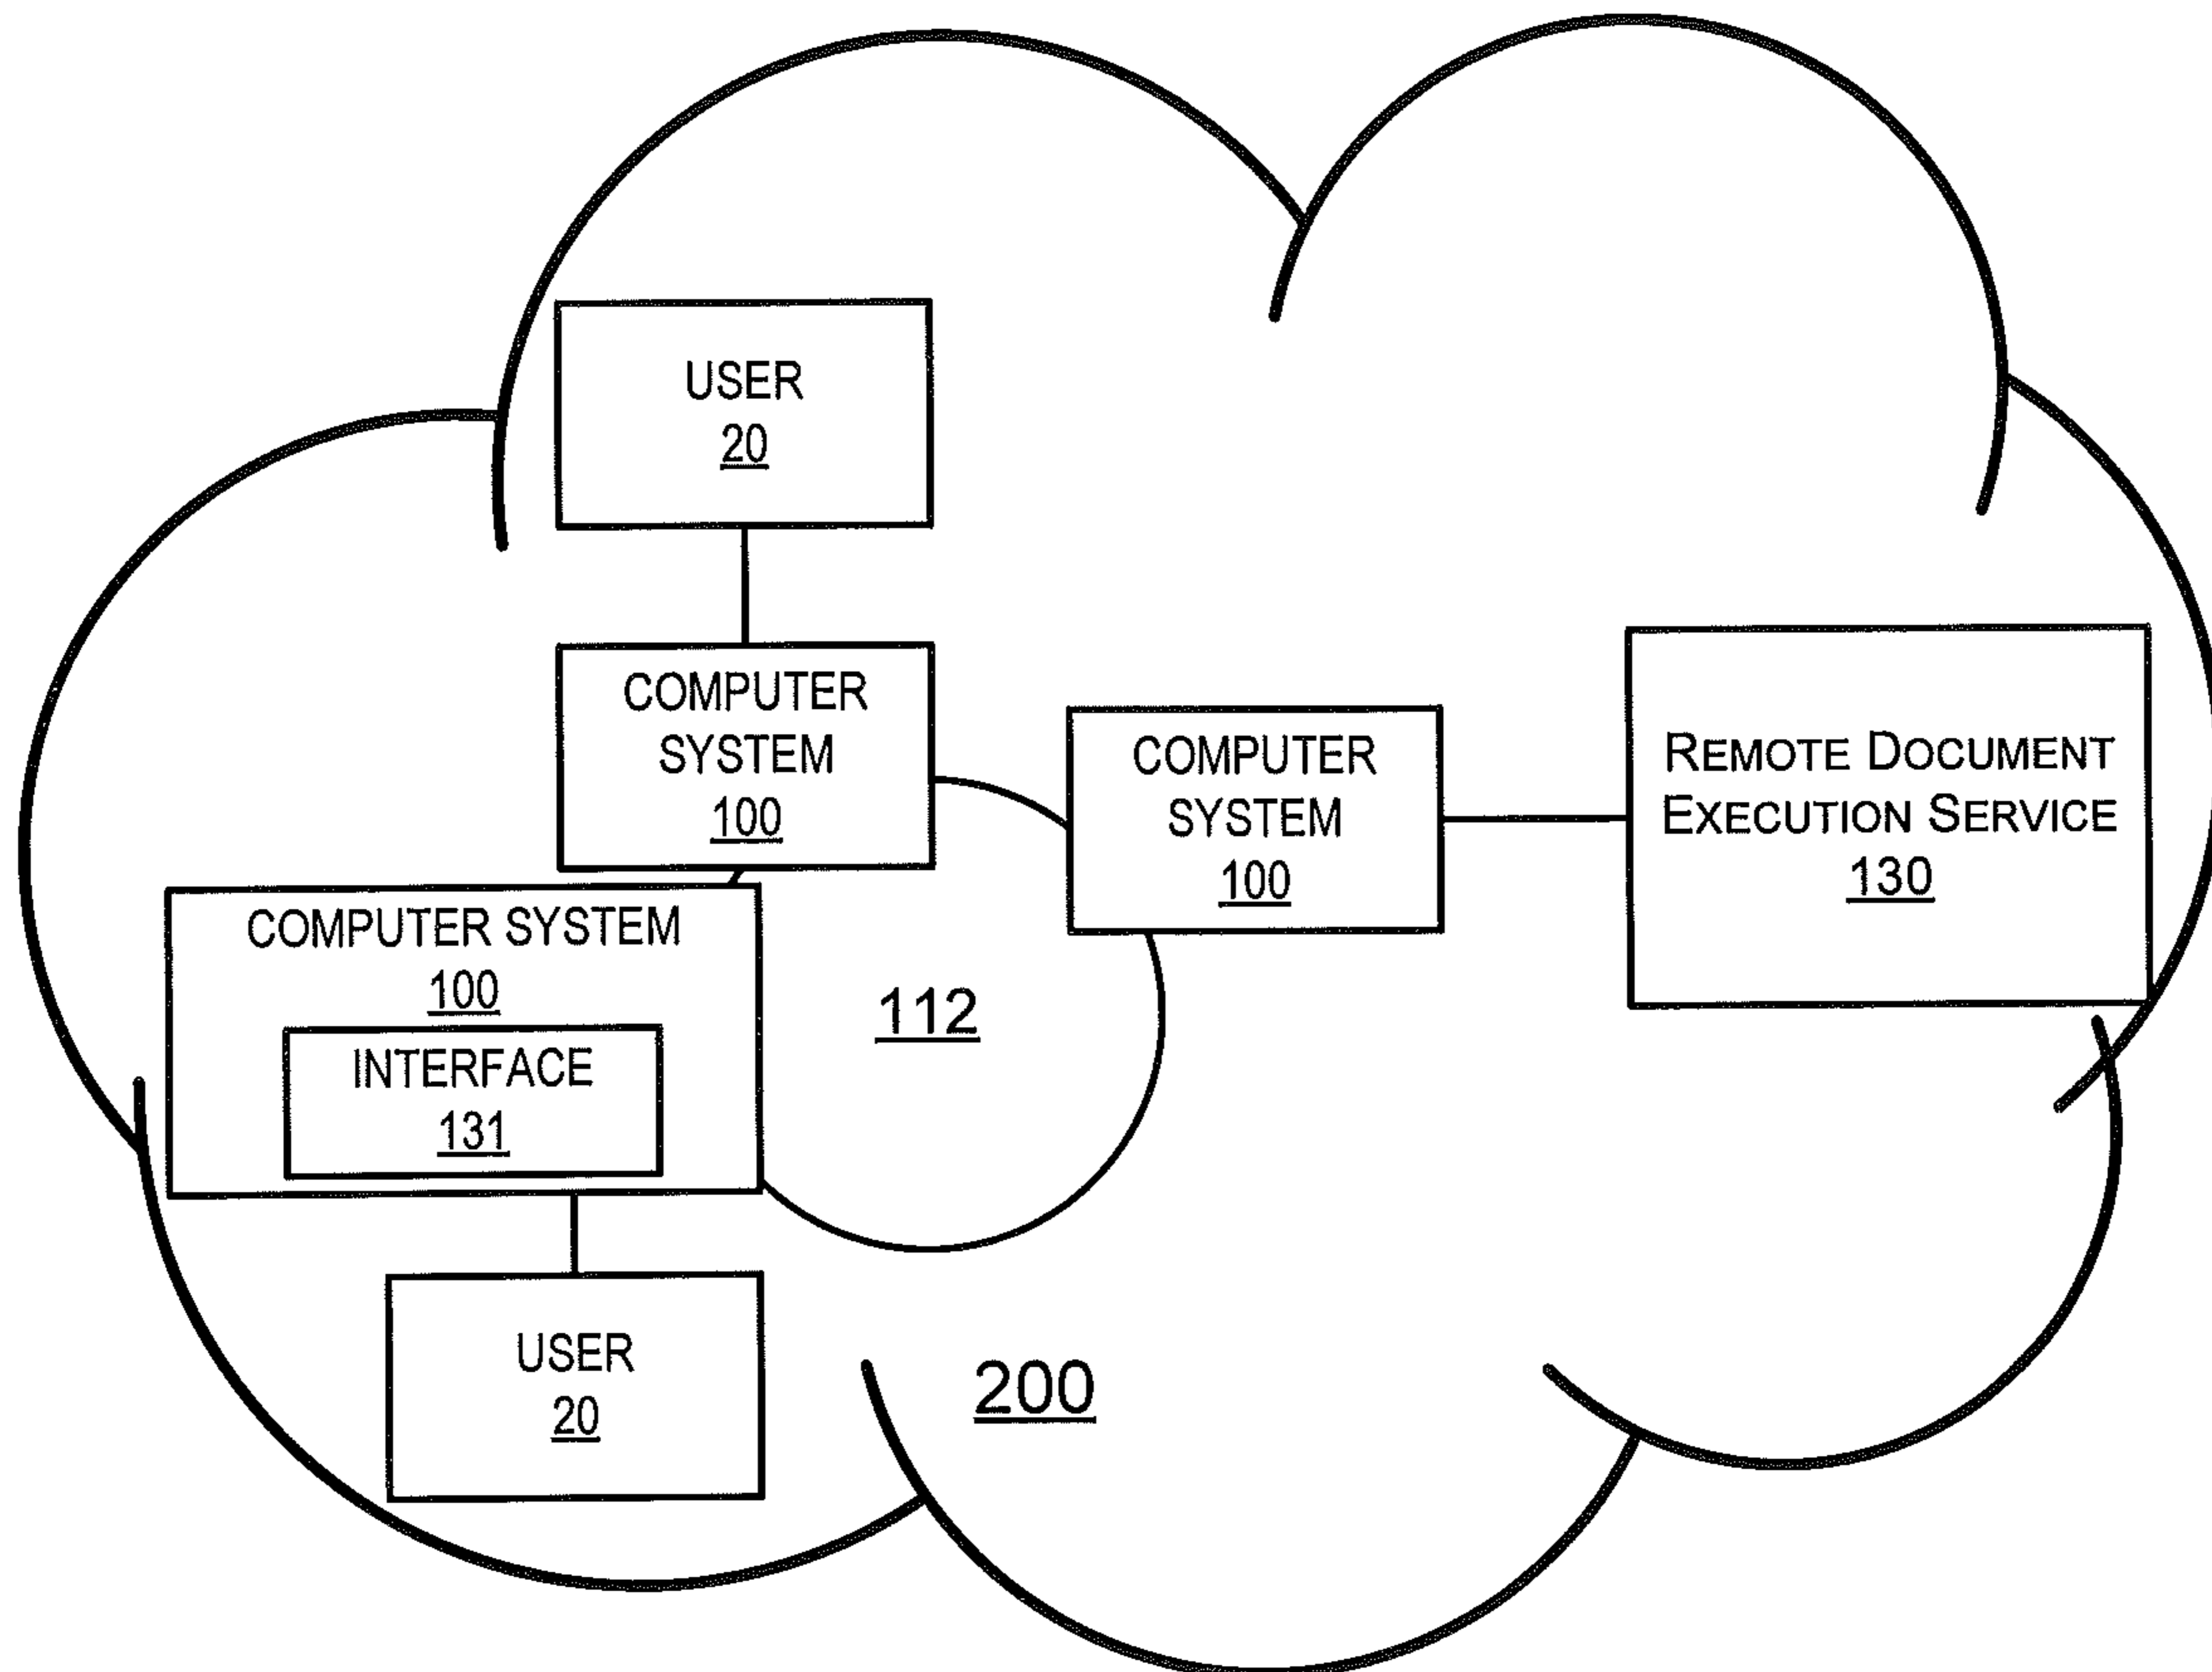 USER
20
COMPUTER
SYSTEM
100
COMPUTER
SYSTEM
100
REMOTE DOCUMENT
EXECUTION SERVICE
130
COMPUTER SYSTEM
100
INTERFACE
131
112
USER
20
200